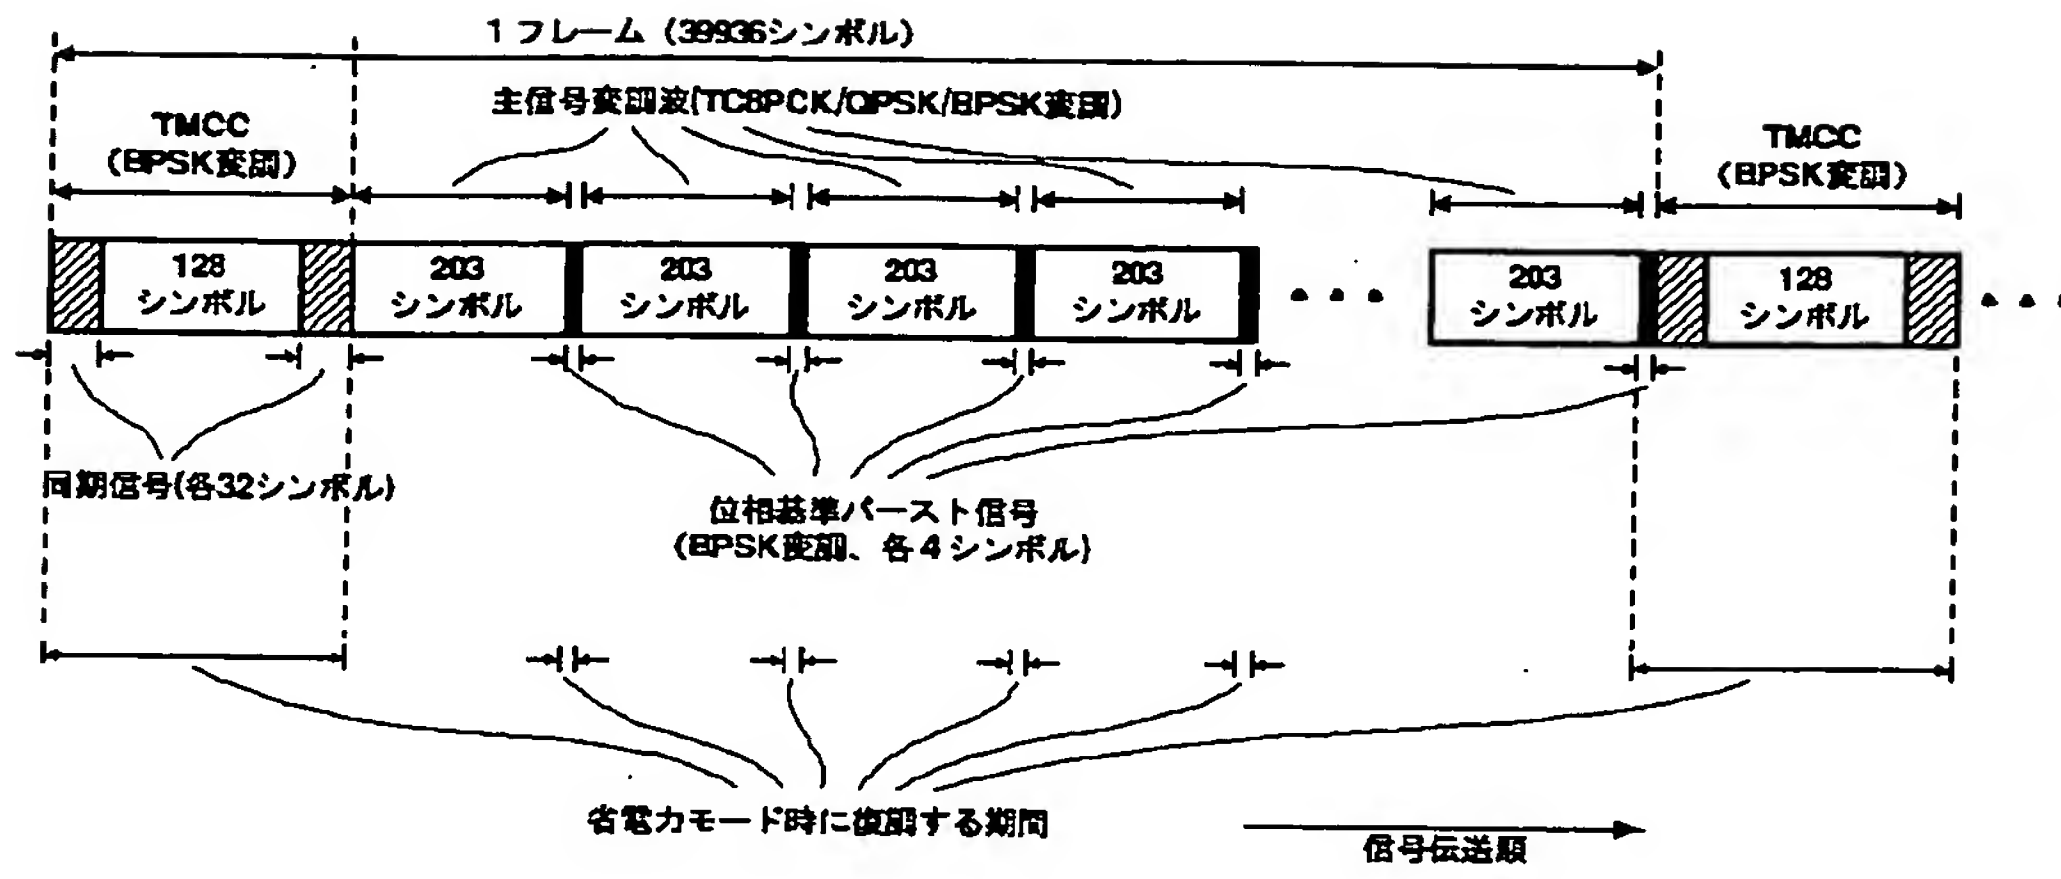 1フレーム(39936シンボル)
主信号変調波(TC8PCK/QPSK/BPSK変調)
TMCC
(BPSK変調)
TMCC
(BPSK変調)
128
シンボル
203
シンボル
203
シンボル
203
シンボル
203
シンボル
203
シンボル
128
シンボル
同期信号(各32シンボル)
位相基準バースト信号
(BPSK変調、各4シンボル)
省電力モード時に復調する期間
信号伝送順